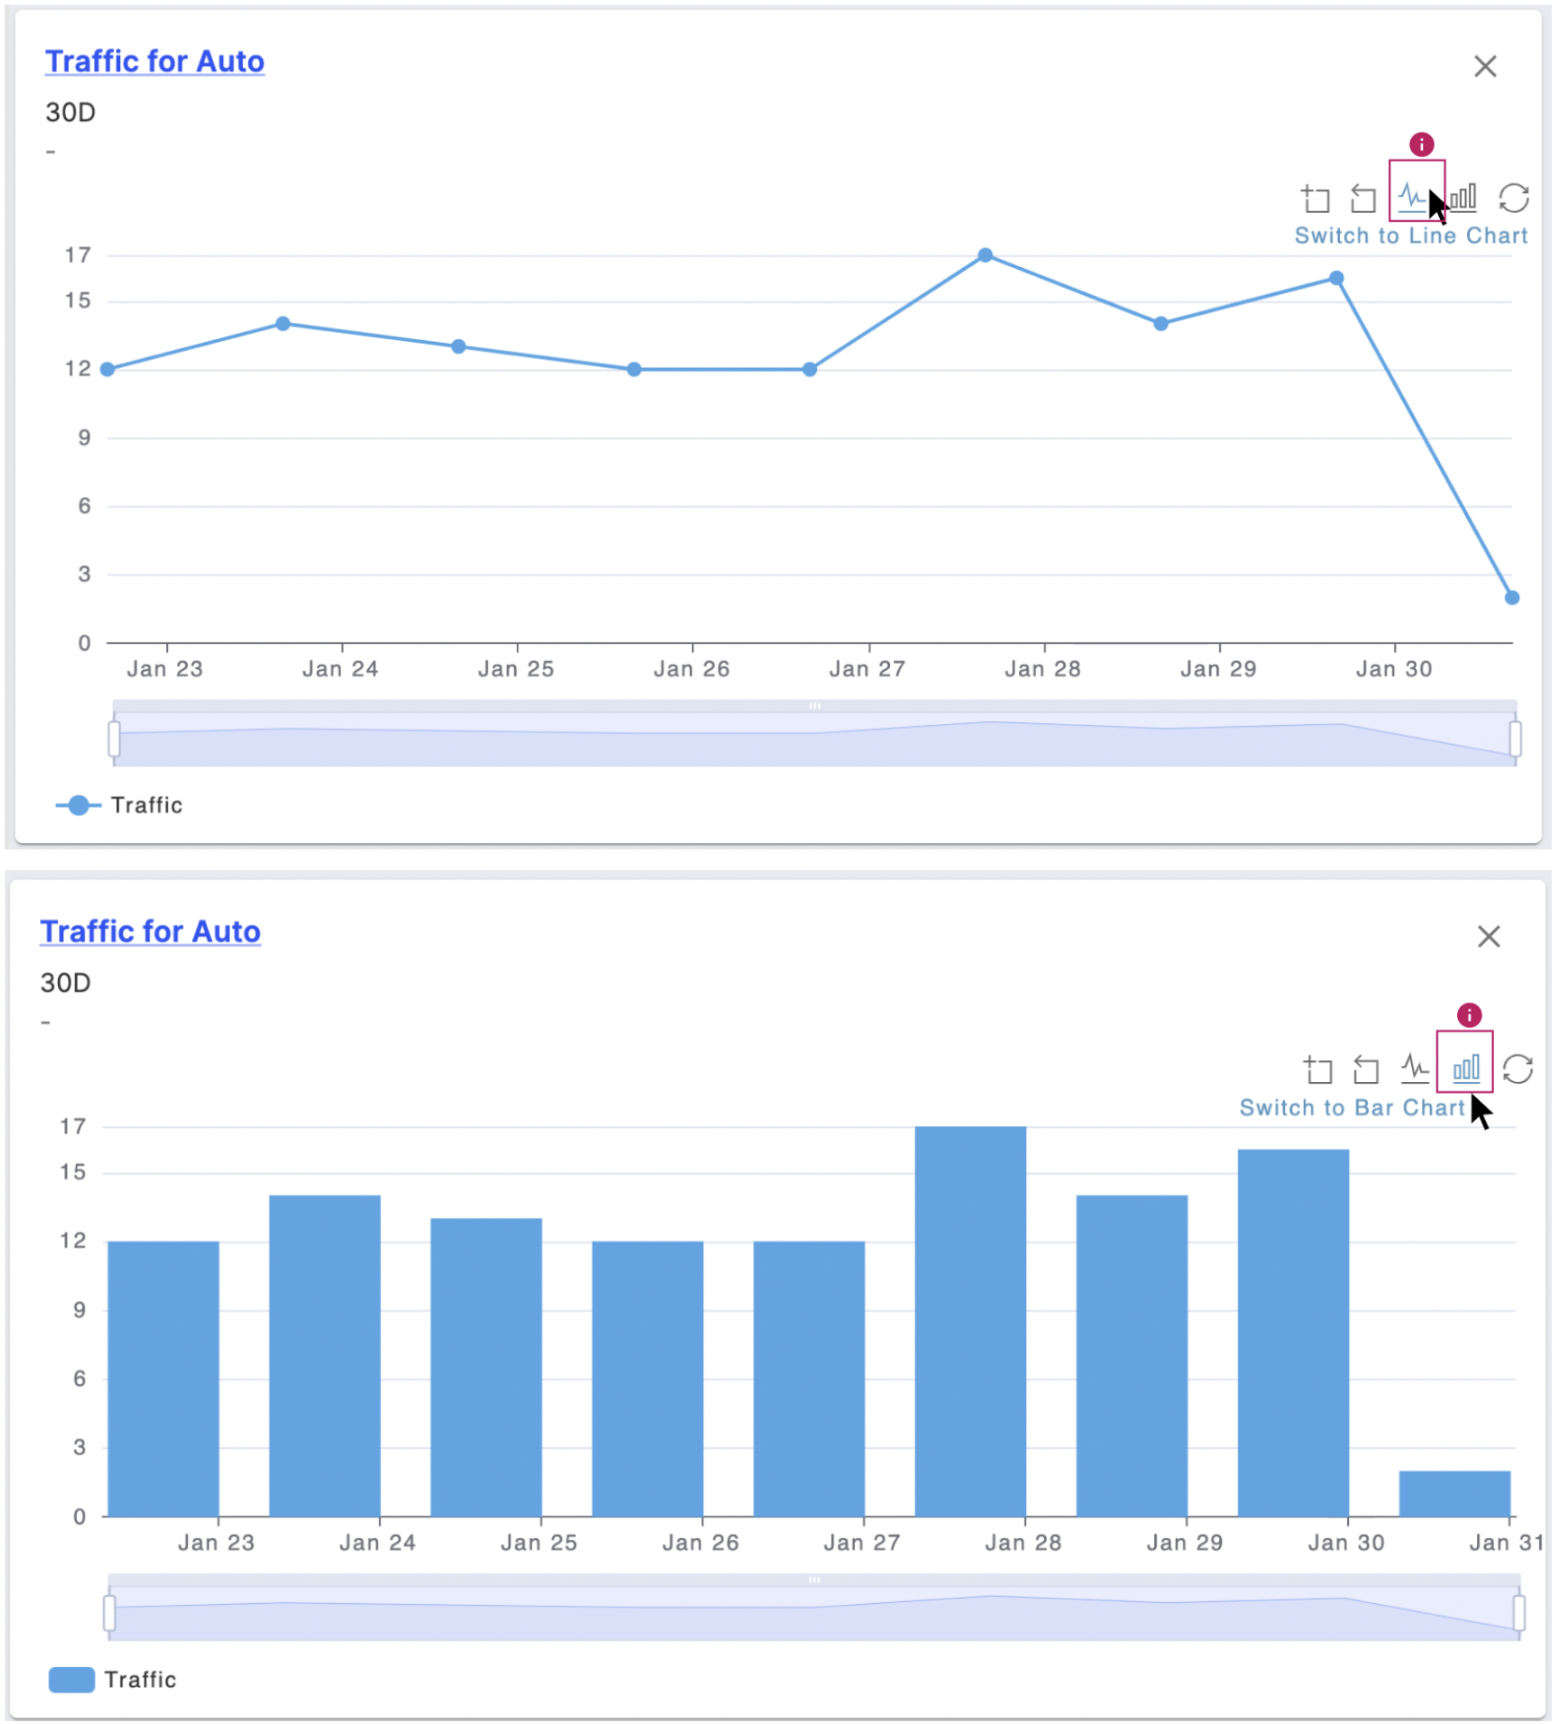 Traffic for Auto
30D
-
i
Switch to Line Chart
17
15
12
9
6
3
0
Jan 23 Jan 24 Jan 25 Jan 26 Jan 27 Jan 28 Jan 29 Jan 30
Traffic
Traffic for Auto
30D
-
i
Switch to Bar Chart
17
15
12
9
6
3
0
Jan 23 Jan 24 Jan 25 Jan 26 Jan 27 Jan 28 Jan 29 Jan 30 Jan 31
Traffic